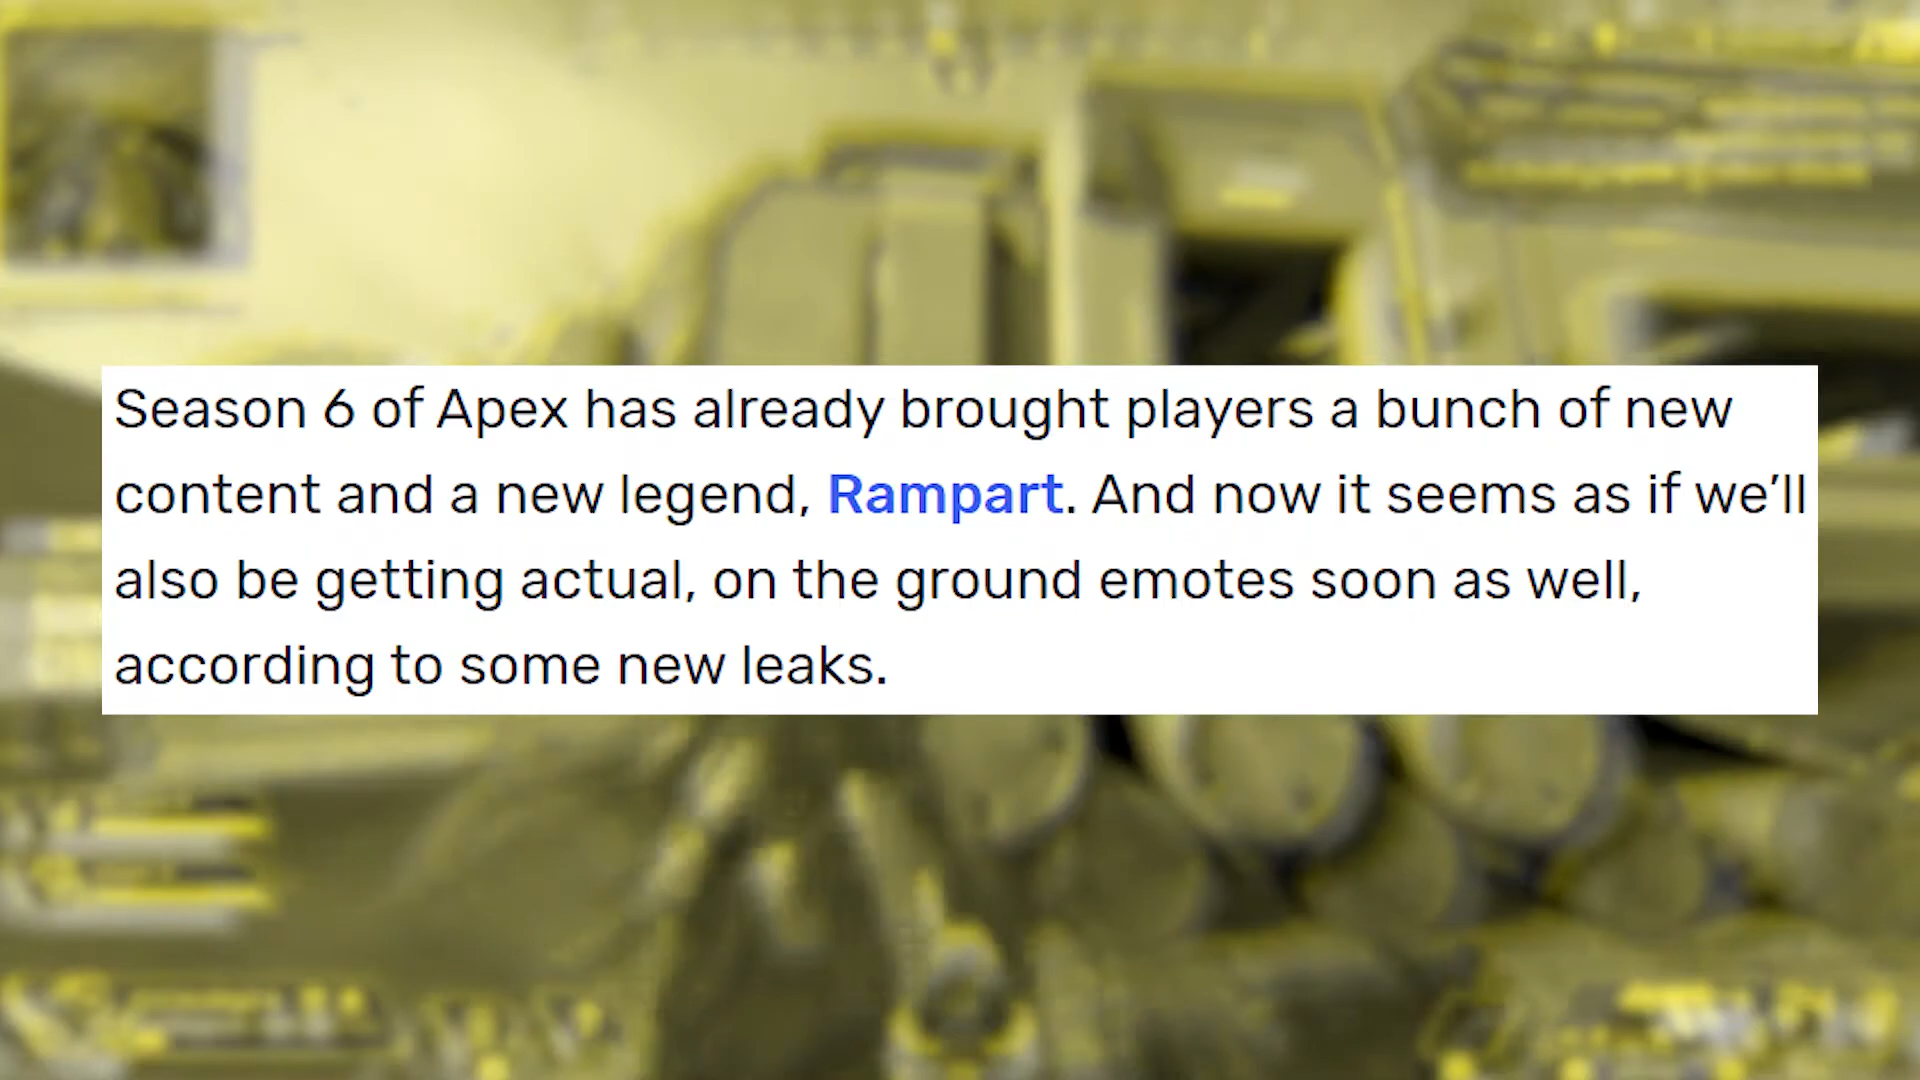 Season 6 of Apex has already brought players a bunch of new
content and a new legend, Rampart. And now it seems as if we’ll
also be getting actual, on the ground emotes soon as well,
according to some new leaks.